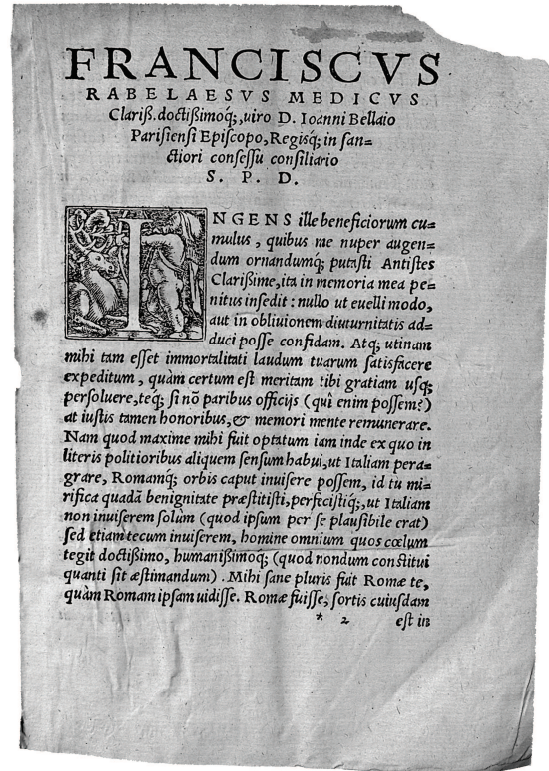 FRANCISCVS
RABELAESVS MEDICVS
Clariß. doctißimoq́;, uiro D. Ioanni Bellaio
Parisiensi Episcopo, Regisq́; in san=
ctiori consessu consiliario
S. P. D.
INGENS ille beneficiorum cu=
mulus, quibus me nuper augen=
dum ornandumq́; putasti Antistes
Clarißime, ita in memoria mea pe=
nitus insedit: nullo ut euelli modo,
aut in obliuionem diuturnitatis ad=
duci posse confidam. Atq; utinam
mihi tam esset immortalitati laudum tuarum satisfacere
expeditum, quàm certum est meritam tibi gratiam usq;
persoluere, teq́; si nō paribus officijs (quî enim possem?)
at iustis tamen honoribus, & memori mente remunerare.
Nam quod maxime mihi fuit optatum iam inde ex quo in
literis politioribus aliquem sensum habui, ut Italiam pera=
grare, Romamq́; orbis caput inuisere possem, id tu mi=
rifica quadā benignitate præstitisti, perfecistiq́;, ut Italiam
non inuiserem solùm (quod ipsum per se plausibile erat)
sed etiam tecum inuiserem, homine omnium quos cœlum
tegit doctißimo, humanißimoq́; (quod nondum constitui
quanti sit æstimandum). Mihi sane pluris fuit Romæ te,
quàm Romam ipsam uidisse. Romæ fuisse, sortis cuiusdam
* 2 est in